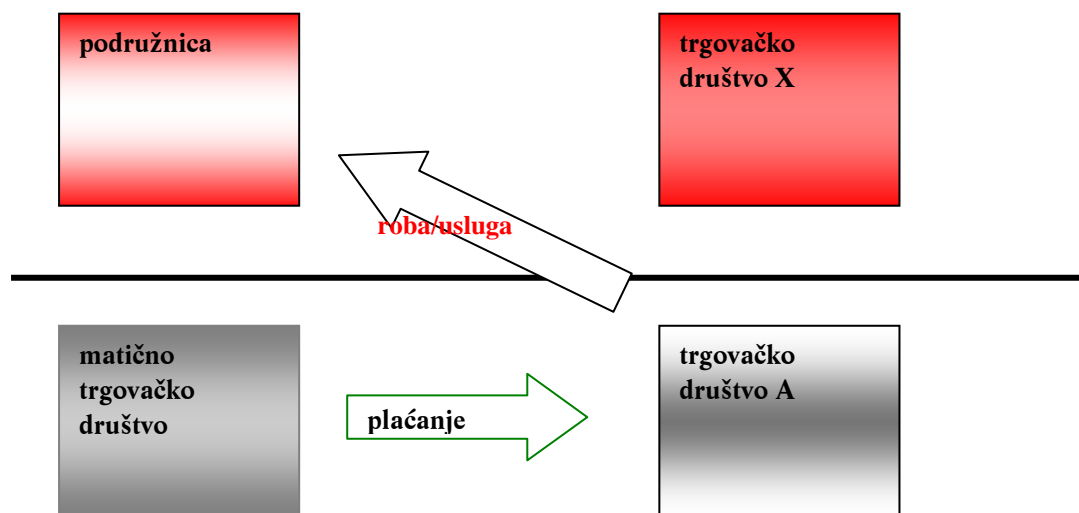 podružnica
trgovačko
društvo X
roba/usluga
matično
trgovačko
društvo
plaćanje
trgovačko
društvo A